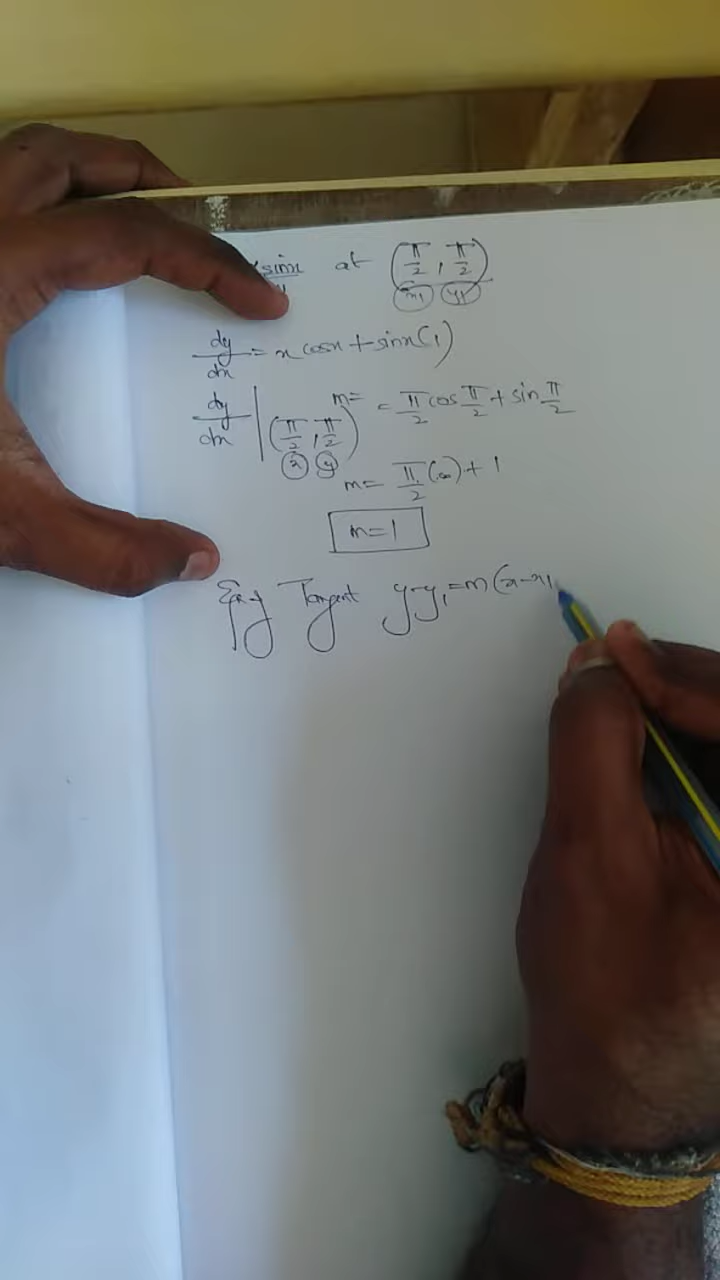 sinx at (π/2, π/2)
x1 y1
dy/dx = x cosx + sinx(1)
dy/dx | (π/2, π/2) m= = π/2 cos π/2 + sin π/2
x y
m = π/2 (0) + 1
m=1
Eq of Tangent y-y1=m(x-x1